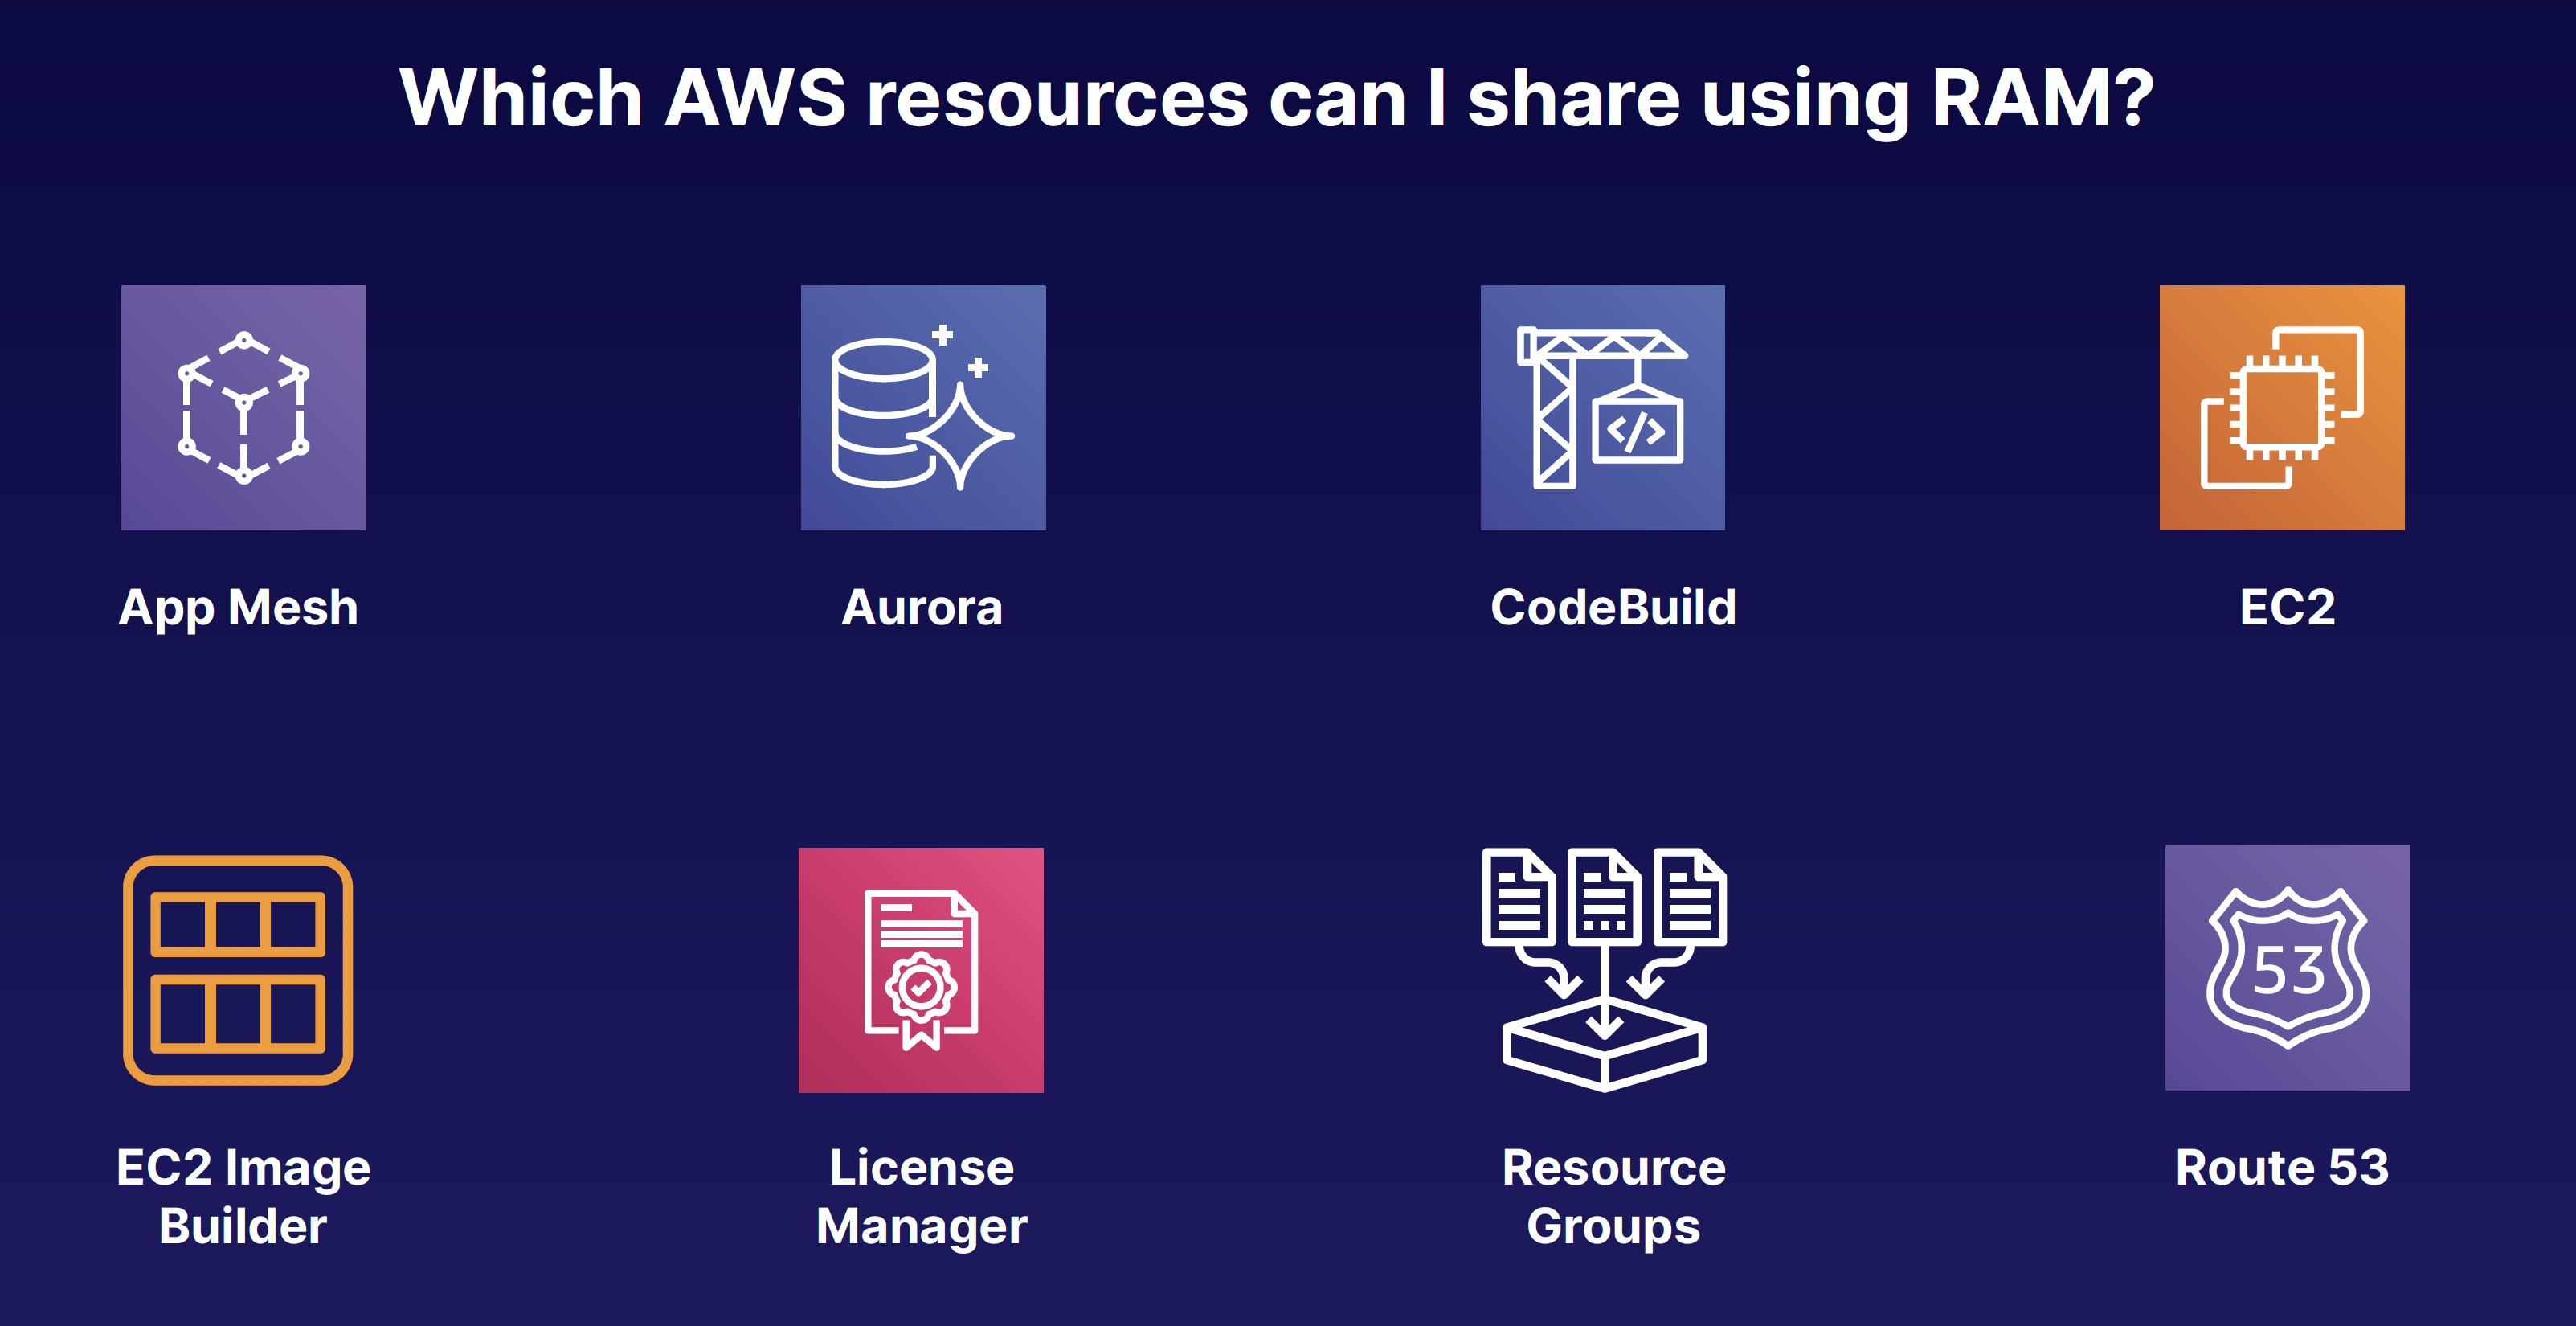 Which AWS resources can I share using RAM?
App Mesh
Aurora
CodeBuild
EC2
EC2 Image
Builder
License
Manager
Resource
Groups
53
Route 53